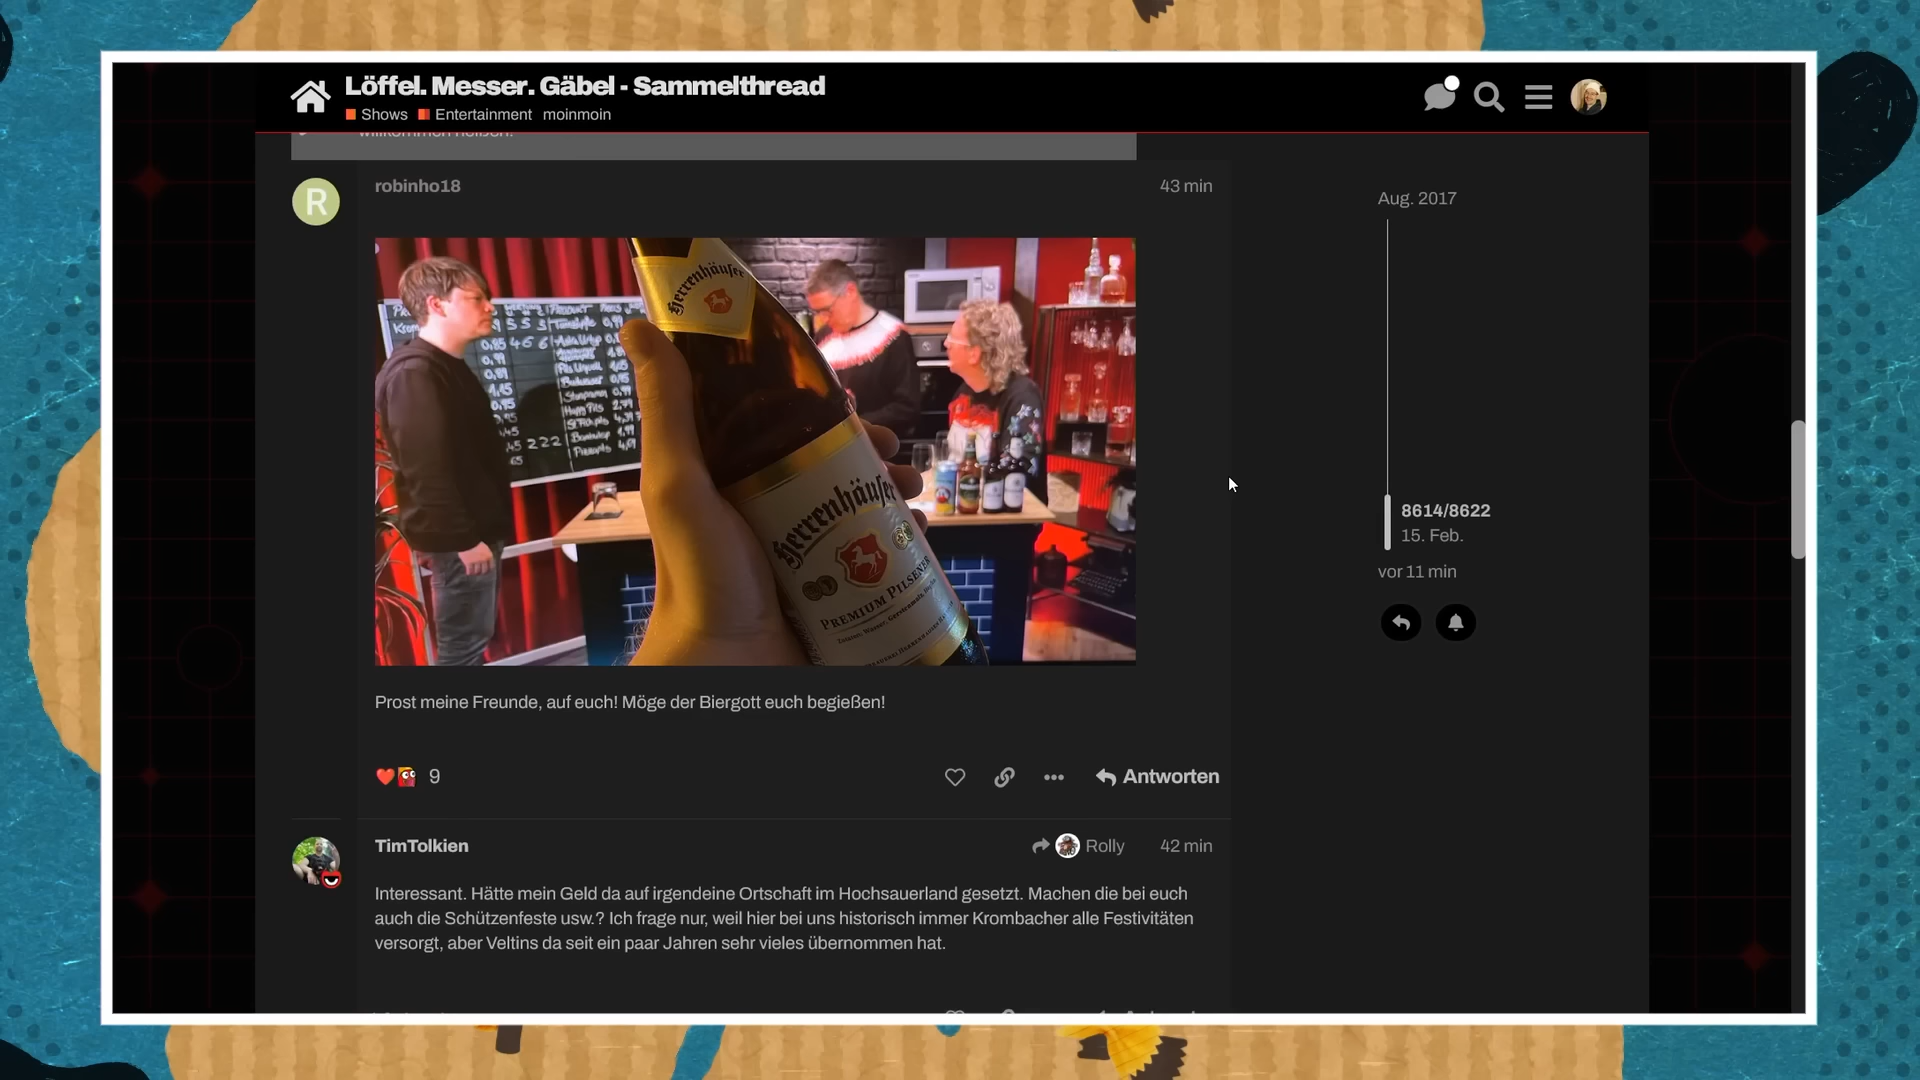 Löffel. Messer. Gäbel - Sammelthread
Shows Entertainment moinmoin
willkommen heißen!
R
robinho18
43 min
Herrenhäuser
Herrenhäuser
PREMIUM PILSENER
Prost meine Freunde, auf euch! Möge der Biergott euch begießen!
9
Antworten
Aug. 2017
8614/8622
15. Feb.
vor 11 min
TimTolkien
Rolly
42 min
Interessant. Hätte mein Geld da auf irgendeine Ortschaft im Hochsauerland gesetzt. Machen die bei euch
auch die Schützenfeste usw.? Ich frage nur, weil hier bei uns historisch immer Krombacher alle Festivitäten
versorgt, aber Veltins da seit ein paar Jahren sehr vieles übernommen hat.